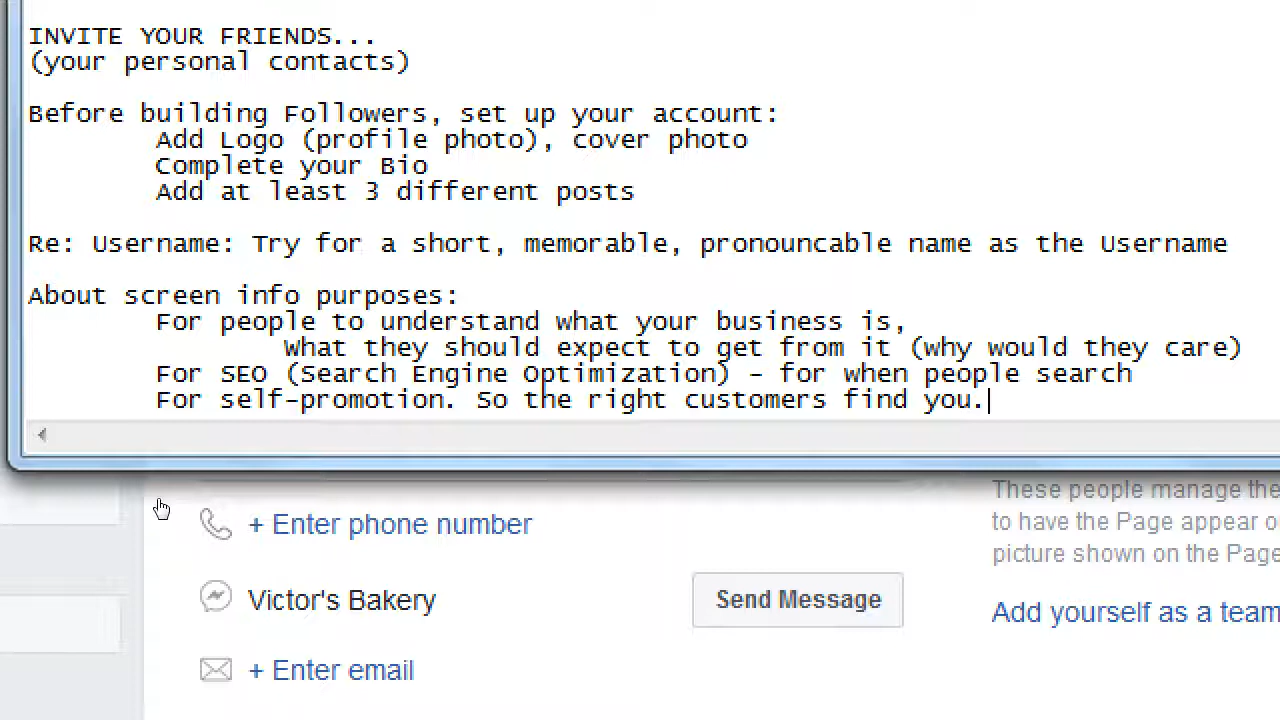 INVITE YOUR FRIENDS...
(your personal contacts)
Before building Followers, set up your account:
Add Logo (profile photo), cover photo
Complete your Bio
Add at least 3 different posts
Re: Username: Try for a short, memorable, pronouncable name as the Username
About screen info purposes:
For people to understand what your business is,
What they should expect to get from it (why would they care)
For SEO (Search Engine Optimization) - for when people search
For self-promotion. So the right customers find you.
These people manage the
+ Enter phone number
to have the Page appear o
picture shown on the Page
Victor's Bakery
Send Message
Add yourself as a team
+ Enter email